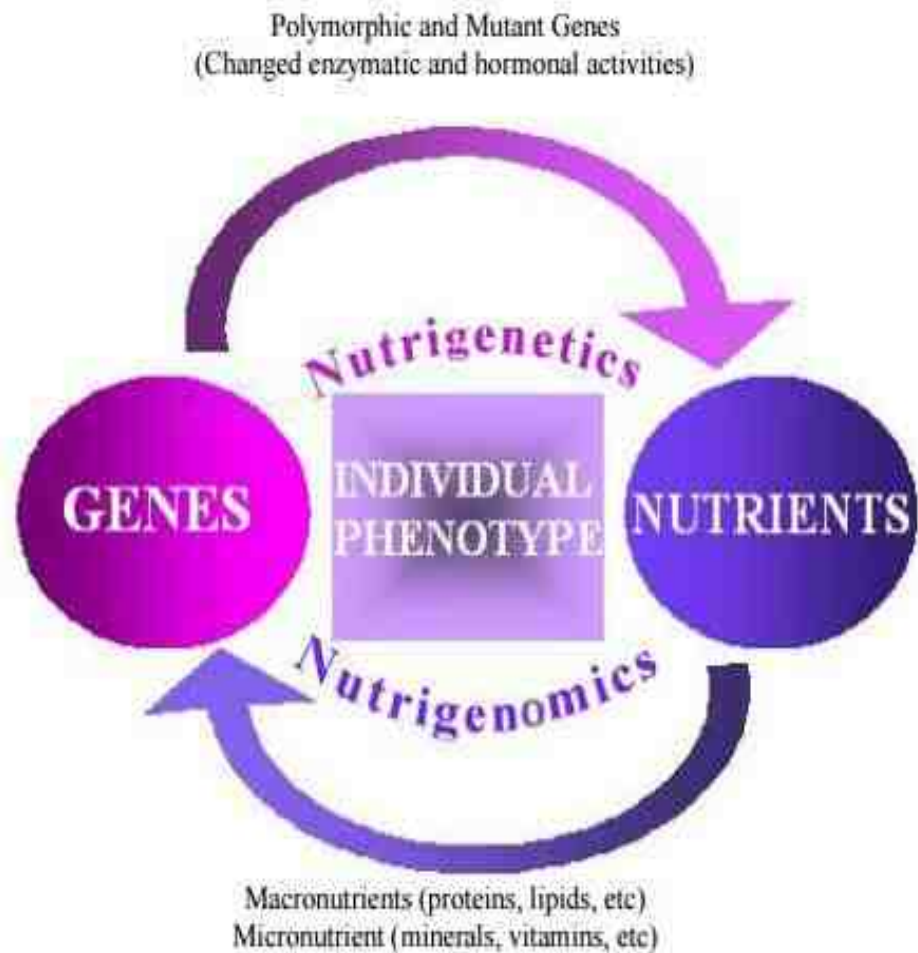 Polymorphic and Mutant Genes
(Changed enzymatic and hormonal activities)
Nutrigenetics
GENES
INDIVIDUAL
PHENOTYPE
NUTRIENTS
Nutrigenomics
Macronutrients (proteins, lipids, etc)
Micronutrient (minerals, vitamins, etc)